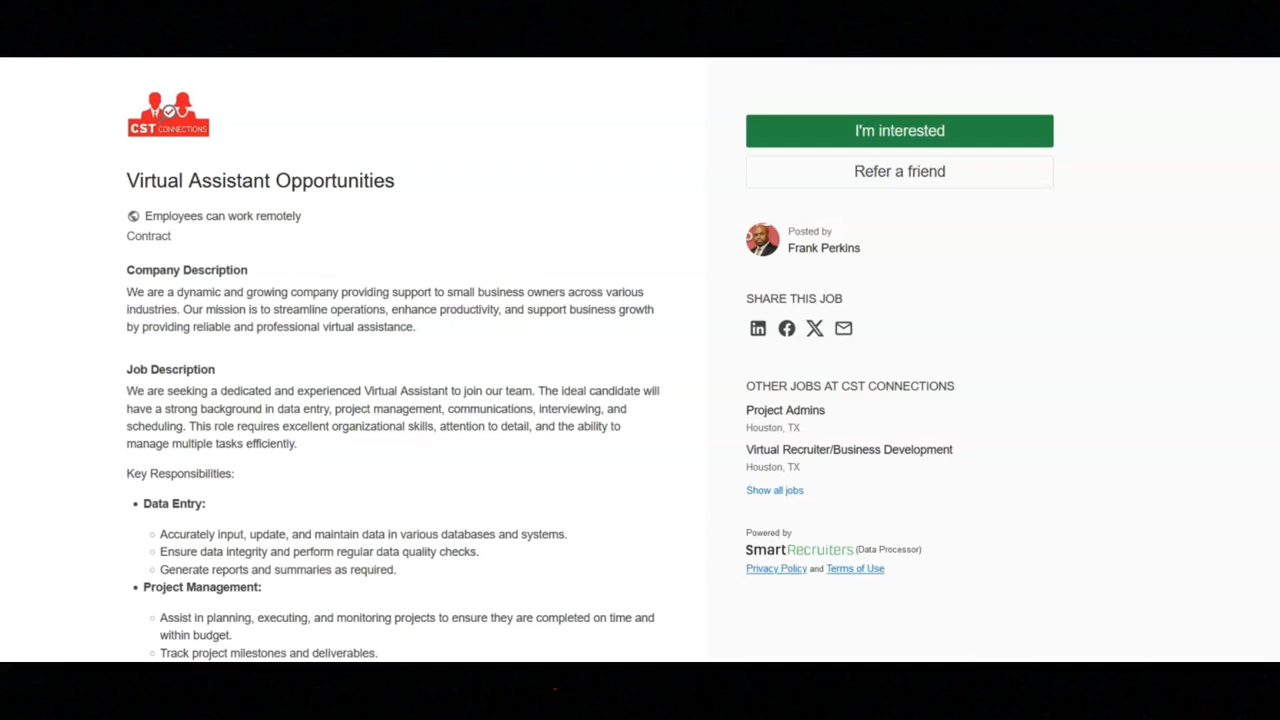 CST CONNECTIONS
Virtual Assistant Opportunities
Employees can work remotely
Contract
Company Description
We are a dynamic and growing company providing support to small business owners across various
industries. Our mission is to streamline operations, enhance productivity, and support business growth
by providing reliable and professional virtual assistance.
Job Description
We are seeking a dedicated and experienced Virtual Assistant to join our team. The ideal candidate will
have a strong background in data entry, project management, communications, interviewing, and
scheduling. This role requires excellent organizational skills, attention to detail, and the ability to
manage multiple tasks efficiently.
Key Responsibilities:
Data Entry:
Accurately input, update, and maintain data in various databases and systems.
Ensure data integrity and perform regular data quality checks.
Generate reports and summaries as required.
Project Management:
Assist in planning, executing, and monitoring projects to ensure they are completed on time and
within budget.
Track project milestones and deliverables.
I'm interested
Refer a friend
Posted by
Frank Perkins
SHARE THIS JOB
OTHER JOBS AT CST CONNECTIONS
Project Admins
Houston, TX
Virtual Recruiter/Business Development
Houston, TX
Show all jobs
Powered by
SmartRecruiters (Data Processor)
Privacy Policy and Terms of Use